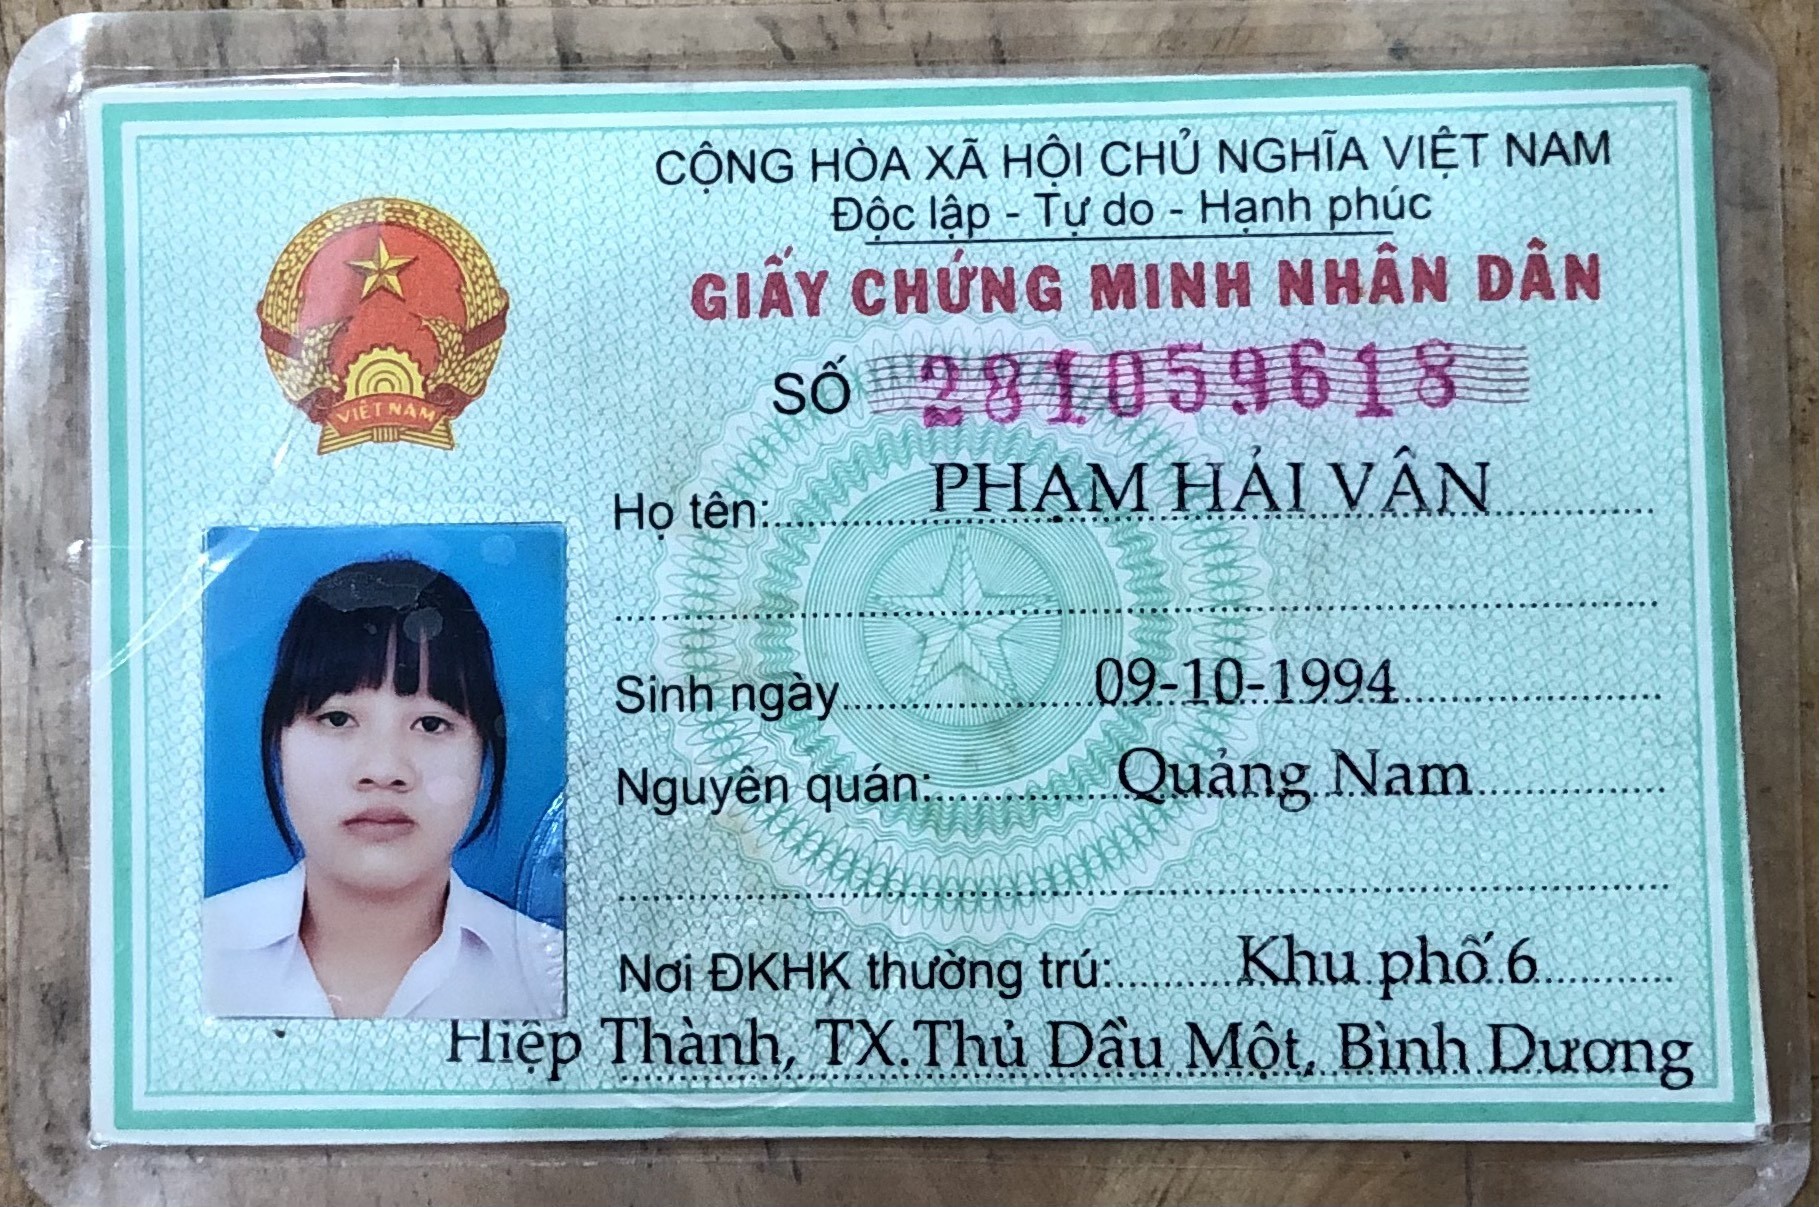 CỘNG HÒA XÃ HỘI CHỦ NGHĨA VIỆT NAM
Độc lập - Tự do - Hạnh phúc
GIẤY CHỨNG MINH NHÂN DÂN
SỐ 281059618
VIỆT NAM
Họ tên: PHẠM HẢI VÂN
Sinh ngày 09-10-1994
Nguyên quán: Quảng Nam
Nơi ĐKHK thường trú: Khu phố 6
Hiệp Thành, TX.Thủ Dầu Một, Bình Dương